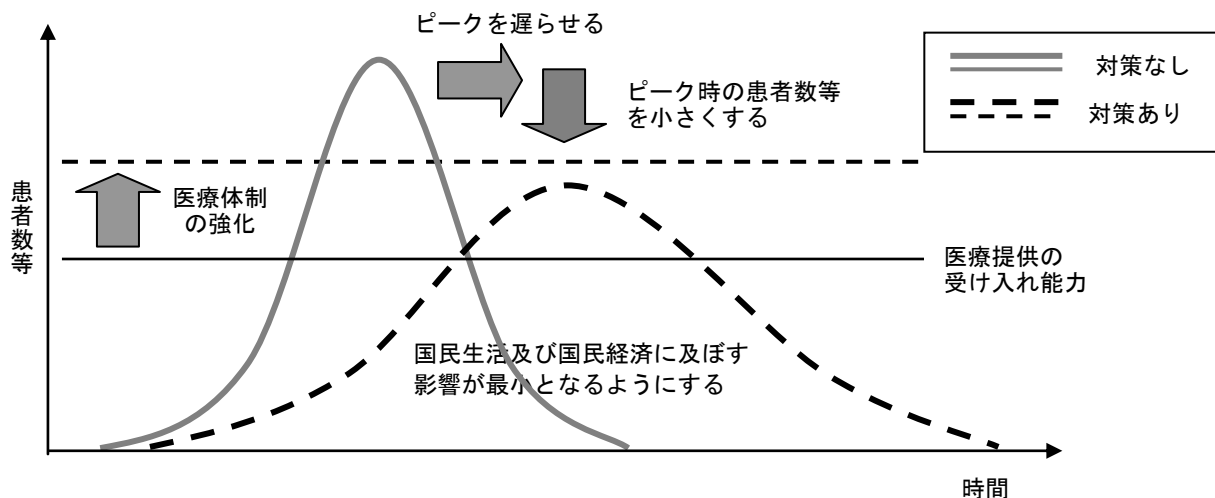 ピークを遅らせる
対策なし
対策あり
ピーク時の患者数等
を小さくする
医療体制
の強化
患者数等
医療提供の
受け入れ能力
国民生活及び国民経済に及ぼす
影響が最小となるようにする
時間